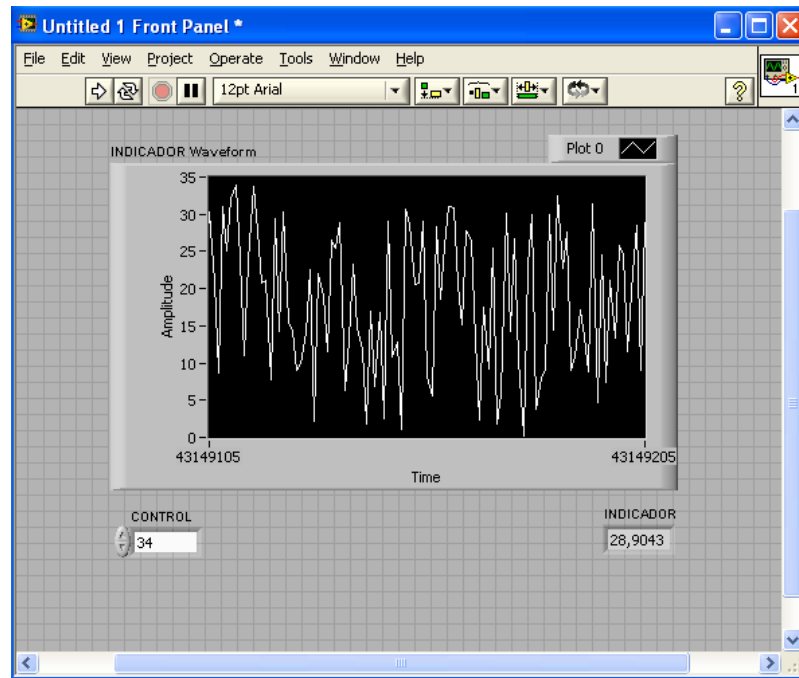 Untitled 1 Front Panel *
File Edit View Project Operate Tools Window Help
12pt Arial
?
1
INDICADOR Waveform
Plot 0
35
30
25
20
15
10
5
0
Amplitude
43149105
43149205
Time
CONTROL
INDICADOR
34
28,9043